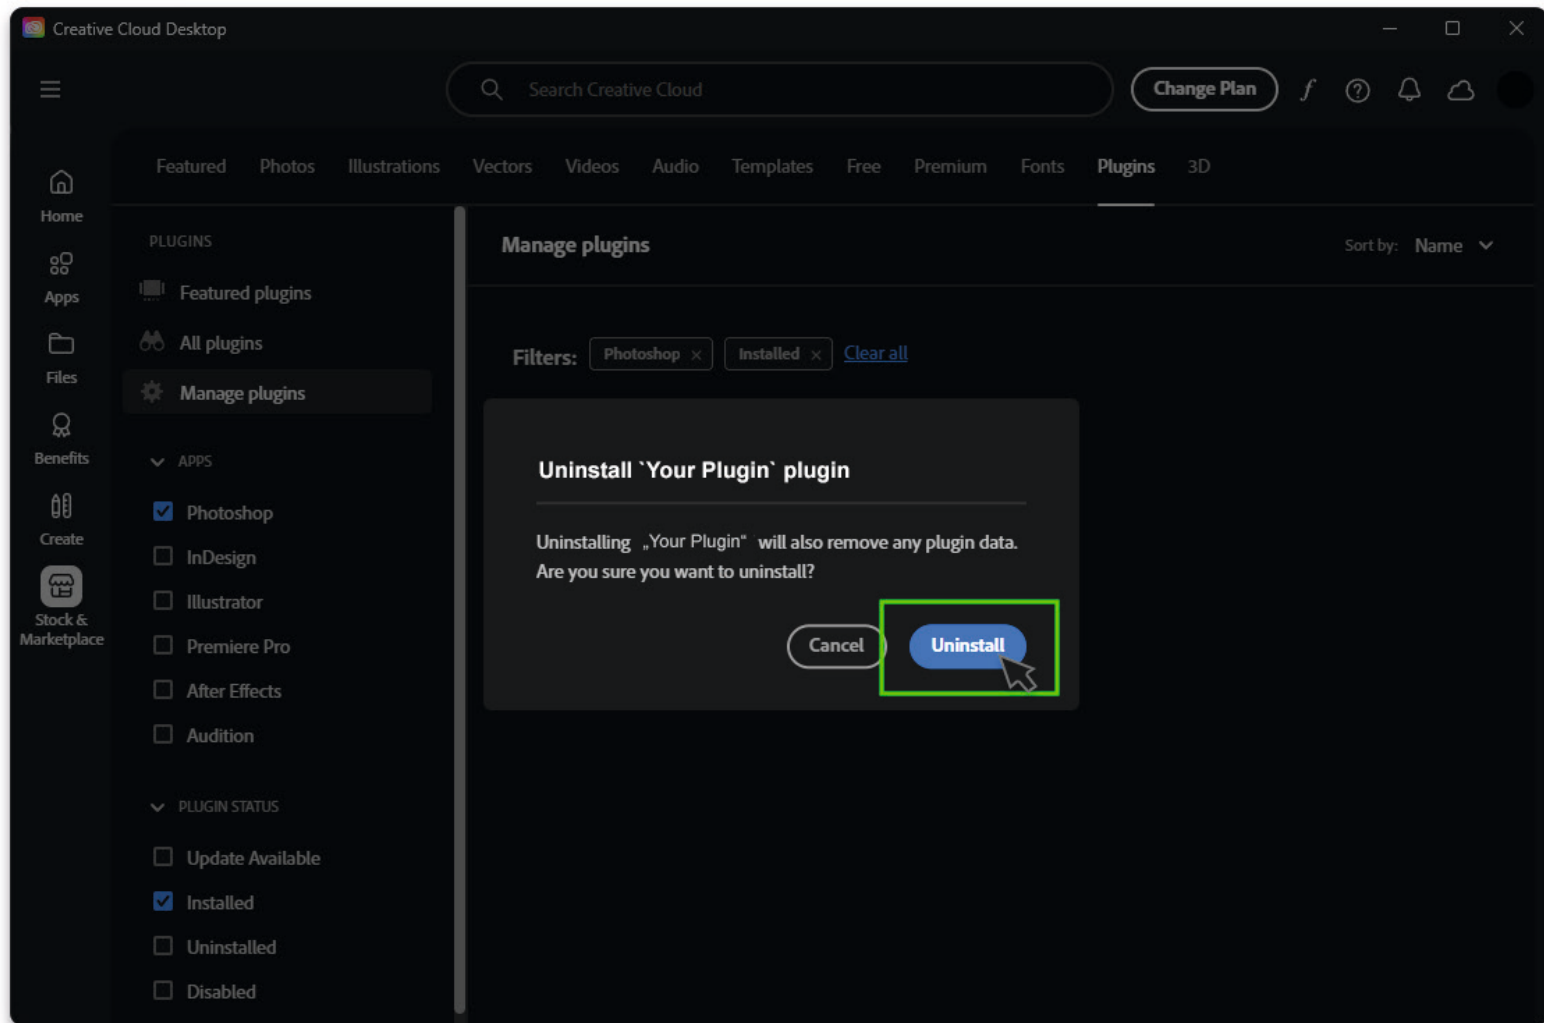 Creative Cloud Desktop
Search Creative Cloud
Change Plan
Featured Photos Illustrations Vectors Videos Audio Templates Free Premium Fonts Plugins 3D
Home
Apps
Files
Benefits
Create
Stock &
Marketplace
PLUGINS
Featured plugins
All plugins
Manage plugins
APPS
Photoshop
InDesign
Illustrator
Premiere Pro
After Effects
Audition
PLUGIN STATUS
Update Available
Installed
Uninstalled
Disabled
Manage plugins
Sort by: Name
Filters: Photoshop × Installed × Clear all
Uninstall `Your Plugin` plugin
Uninstalling „Your Plugin“ will also remove any plugin data.
Are you sure you want to uninstall?
Cancel Uninstall